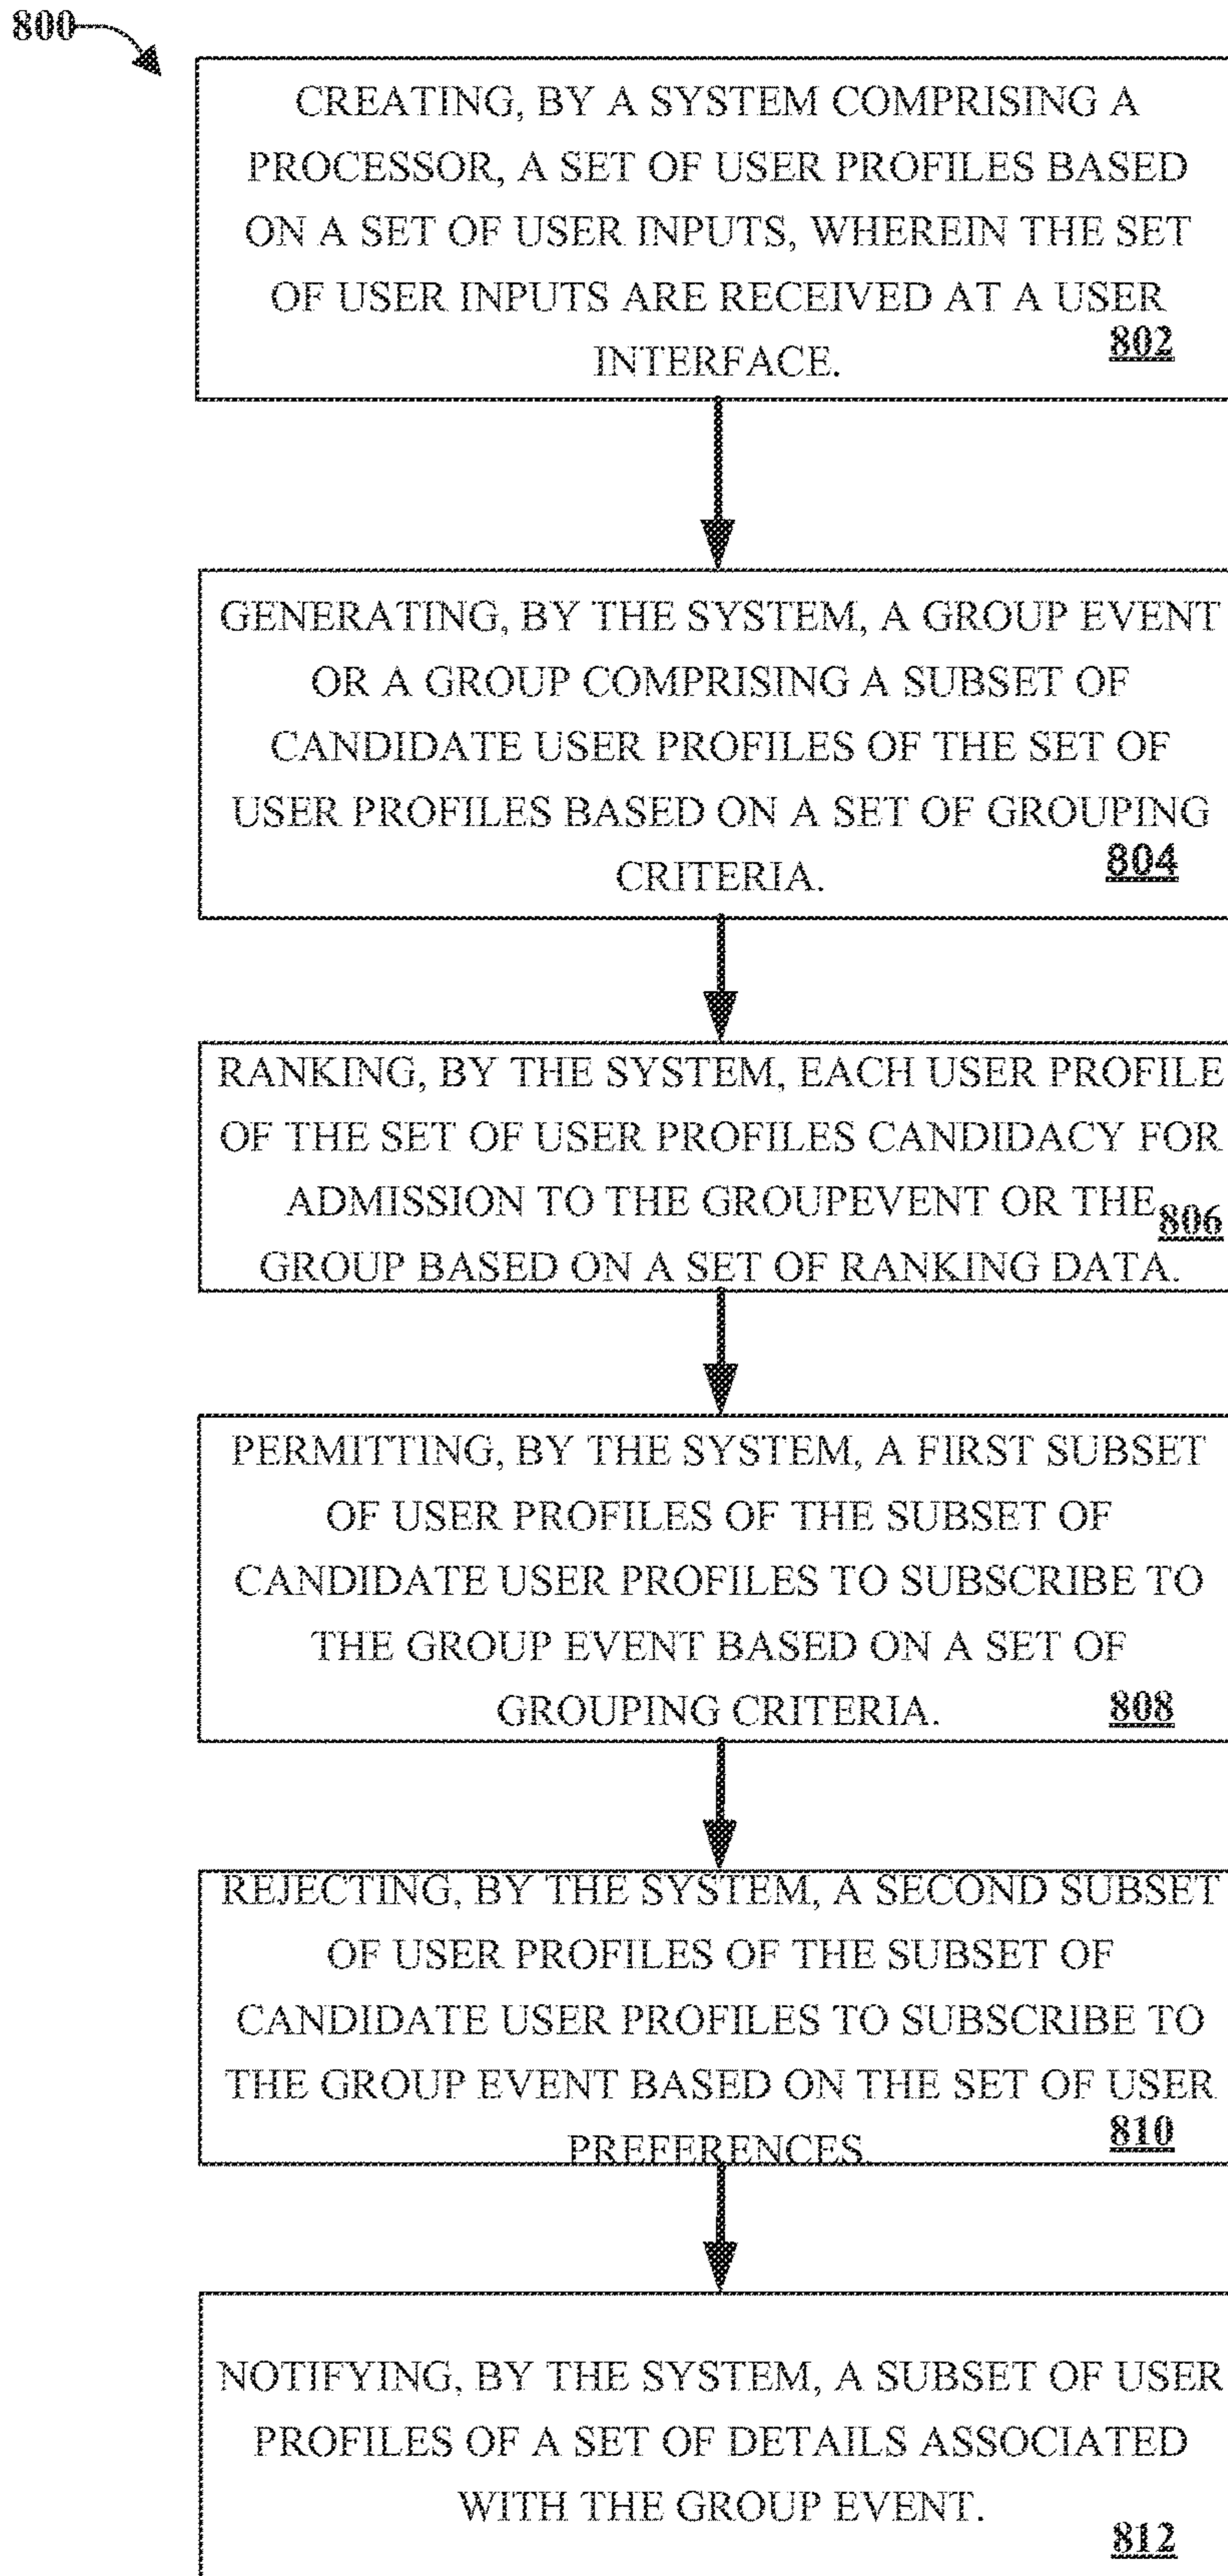 800
CREATING, BY A SYSTEM COMPRISING A
PROCESSOR, A SET OF USER PROFILES BASED
ON A SET OF USER INPUTS, WHEREIN THE SET
OF USER INPUTS ARE RECEIVED AT A USER
INTERFACE.
802
GENERATING, BY THE SYSTEM, A GROUP EVENT
OR A GROUP COMPRISING A SUBSET OF
CANDIDATE USER PROFILES OF THE SET OF
USER PROFILES BASED ON A SET OF GROUPING
CRITERIA.
804
RANKING, BY THE SYSTEM, EACH USER PROFILE
OF THE SET OF USER PROFILES CANDIDACY FOR
ADMISSION TO THE GROUPEVENT OR THE
806
GROUP BASED ON A SET OF RANKING DATA.
PERMITTING, BY THE SYSTEM, A FIRST SUBSET
OF USER PROFILES OF THE SUBSET OF
CANDIDATE USER PROFILES TO SUBSCRIBE TO
THE GROUP EVENT BASED ON A SET OF
GROUPING CRITERIA.
808
REJECTING, BY THE SYSTEM, A SECOND SUBSET
OF USER PROFILES OF THE SUBSET OF
CANDIDATE USER PROFILES TO SUBSCRIBE TO
THE GROUP EVENT BASED ON THE SET OF USER
PREFERENCES.
810
NOTIFYING, BY THE SYSTEM, A SUBSET OF USER
PROFILES OF A SET OF DETAILS ASSOCIATED
WITH THE GROUP EVENT.
812